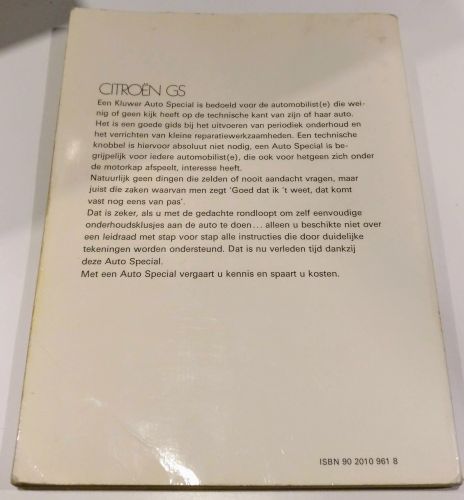 CITROËN GS
Een Kluwer Auto Special is bedoeld voor de automobilist(e) die wei-
nig of geen kijk heeft op de technische kant van zijn of haar auto.
Het is een goede gids bij het uitvoeren van periodiek onderhoud en
het verrichten van kleine reparatiewerkzaamheden. Een technische
knobbel is hiervoor absoluut niet nodig, een Auto Special is be-
grijpelijk voor iedere automobilist(e), die ook voor hetgeen zich onder
de motorkap afspeelt, interesse heeft.
Natuurlijk geen dingen die zelden of nooit aandacht vragen, maar
juist die zaken waarvan men zegt 'Goed dat ik 't weet, dat komt
vast nog eens van pas'.
Dat is zeker, als u met de gedachte rondloopt om zelf eenvoudige
onderhoudsklusjes aan de auto te doen... alleen u beschikte niet over
een leidraad met stap voor stap alle instructies die door duidelijke
tekeningen worden ondersteund. Dat is nu verleden tijd dankzij
deze Auto Special.
Met een Auto Special vergaart u kennis en spaart u kosten.
ISBN 90 2010 961 8